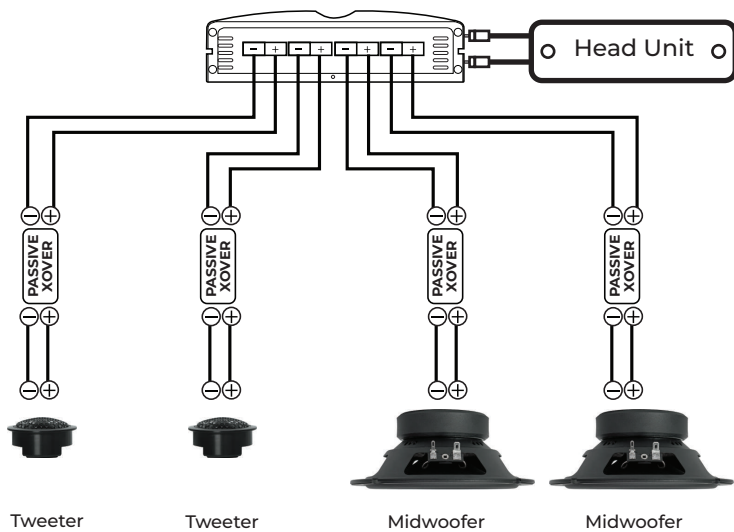 - + - + - + - +
Head Unit
- + - + - + - +
PASSIVE XOVER PASSIVE XOVER PASSIVE XOVER PASSIVE XOVER
- + - + - + - +
- + - + - + - +
Tweeter Tweeter Midwoofer Midwoofer